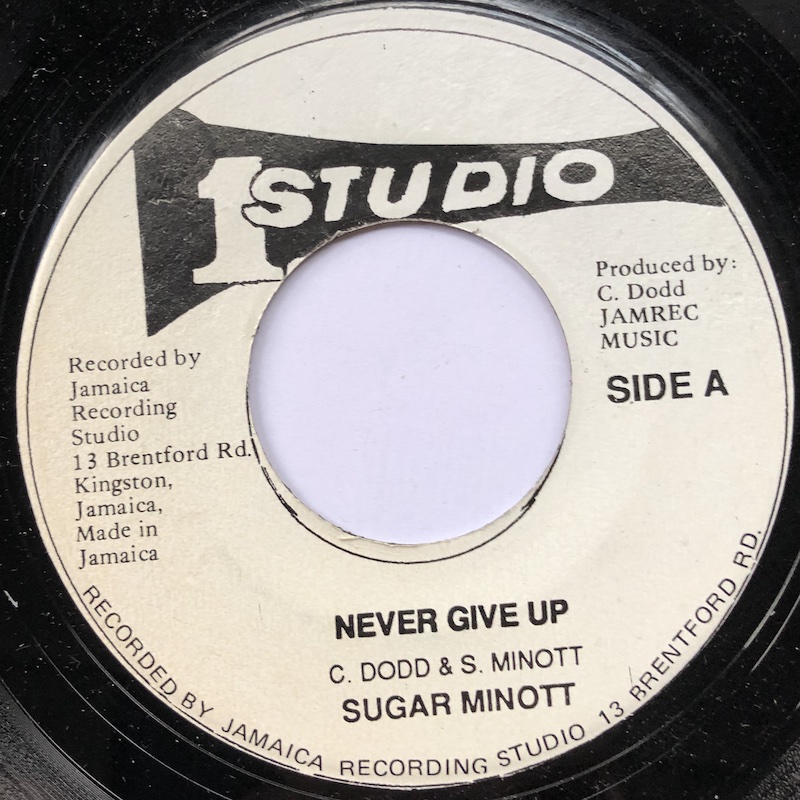 1 STUDIO
Produced by:
C. Dodd
JAMREC
MUSIC
SIDE A
Recorded by
Jamaica
Recording
Studio
13 Brentford Rd.
Kingston,
Jamaica,
Made in
Jamaica
NEVER GIVE UP
C. DODD & S. MINOTT
SUGAR MINOTT
RECORDED BY JAMAICA RECORDING STUDIO 13 BRENTFORD RD.